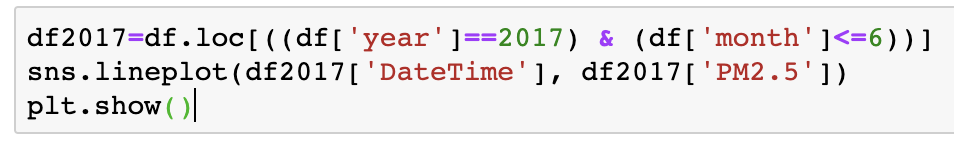 df2017=df.loc[((df['year']==2017) & (df['month']<=6))]
sns.lineplot(df2017['DateTime'], df2017['PM2.5'])
plt.show()